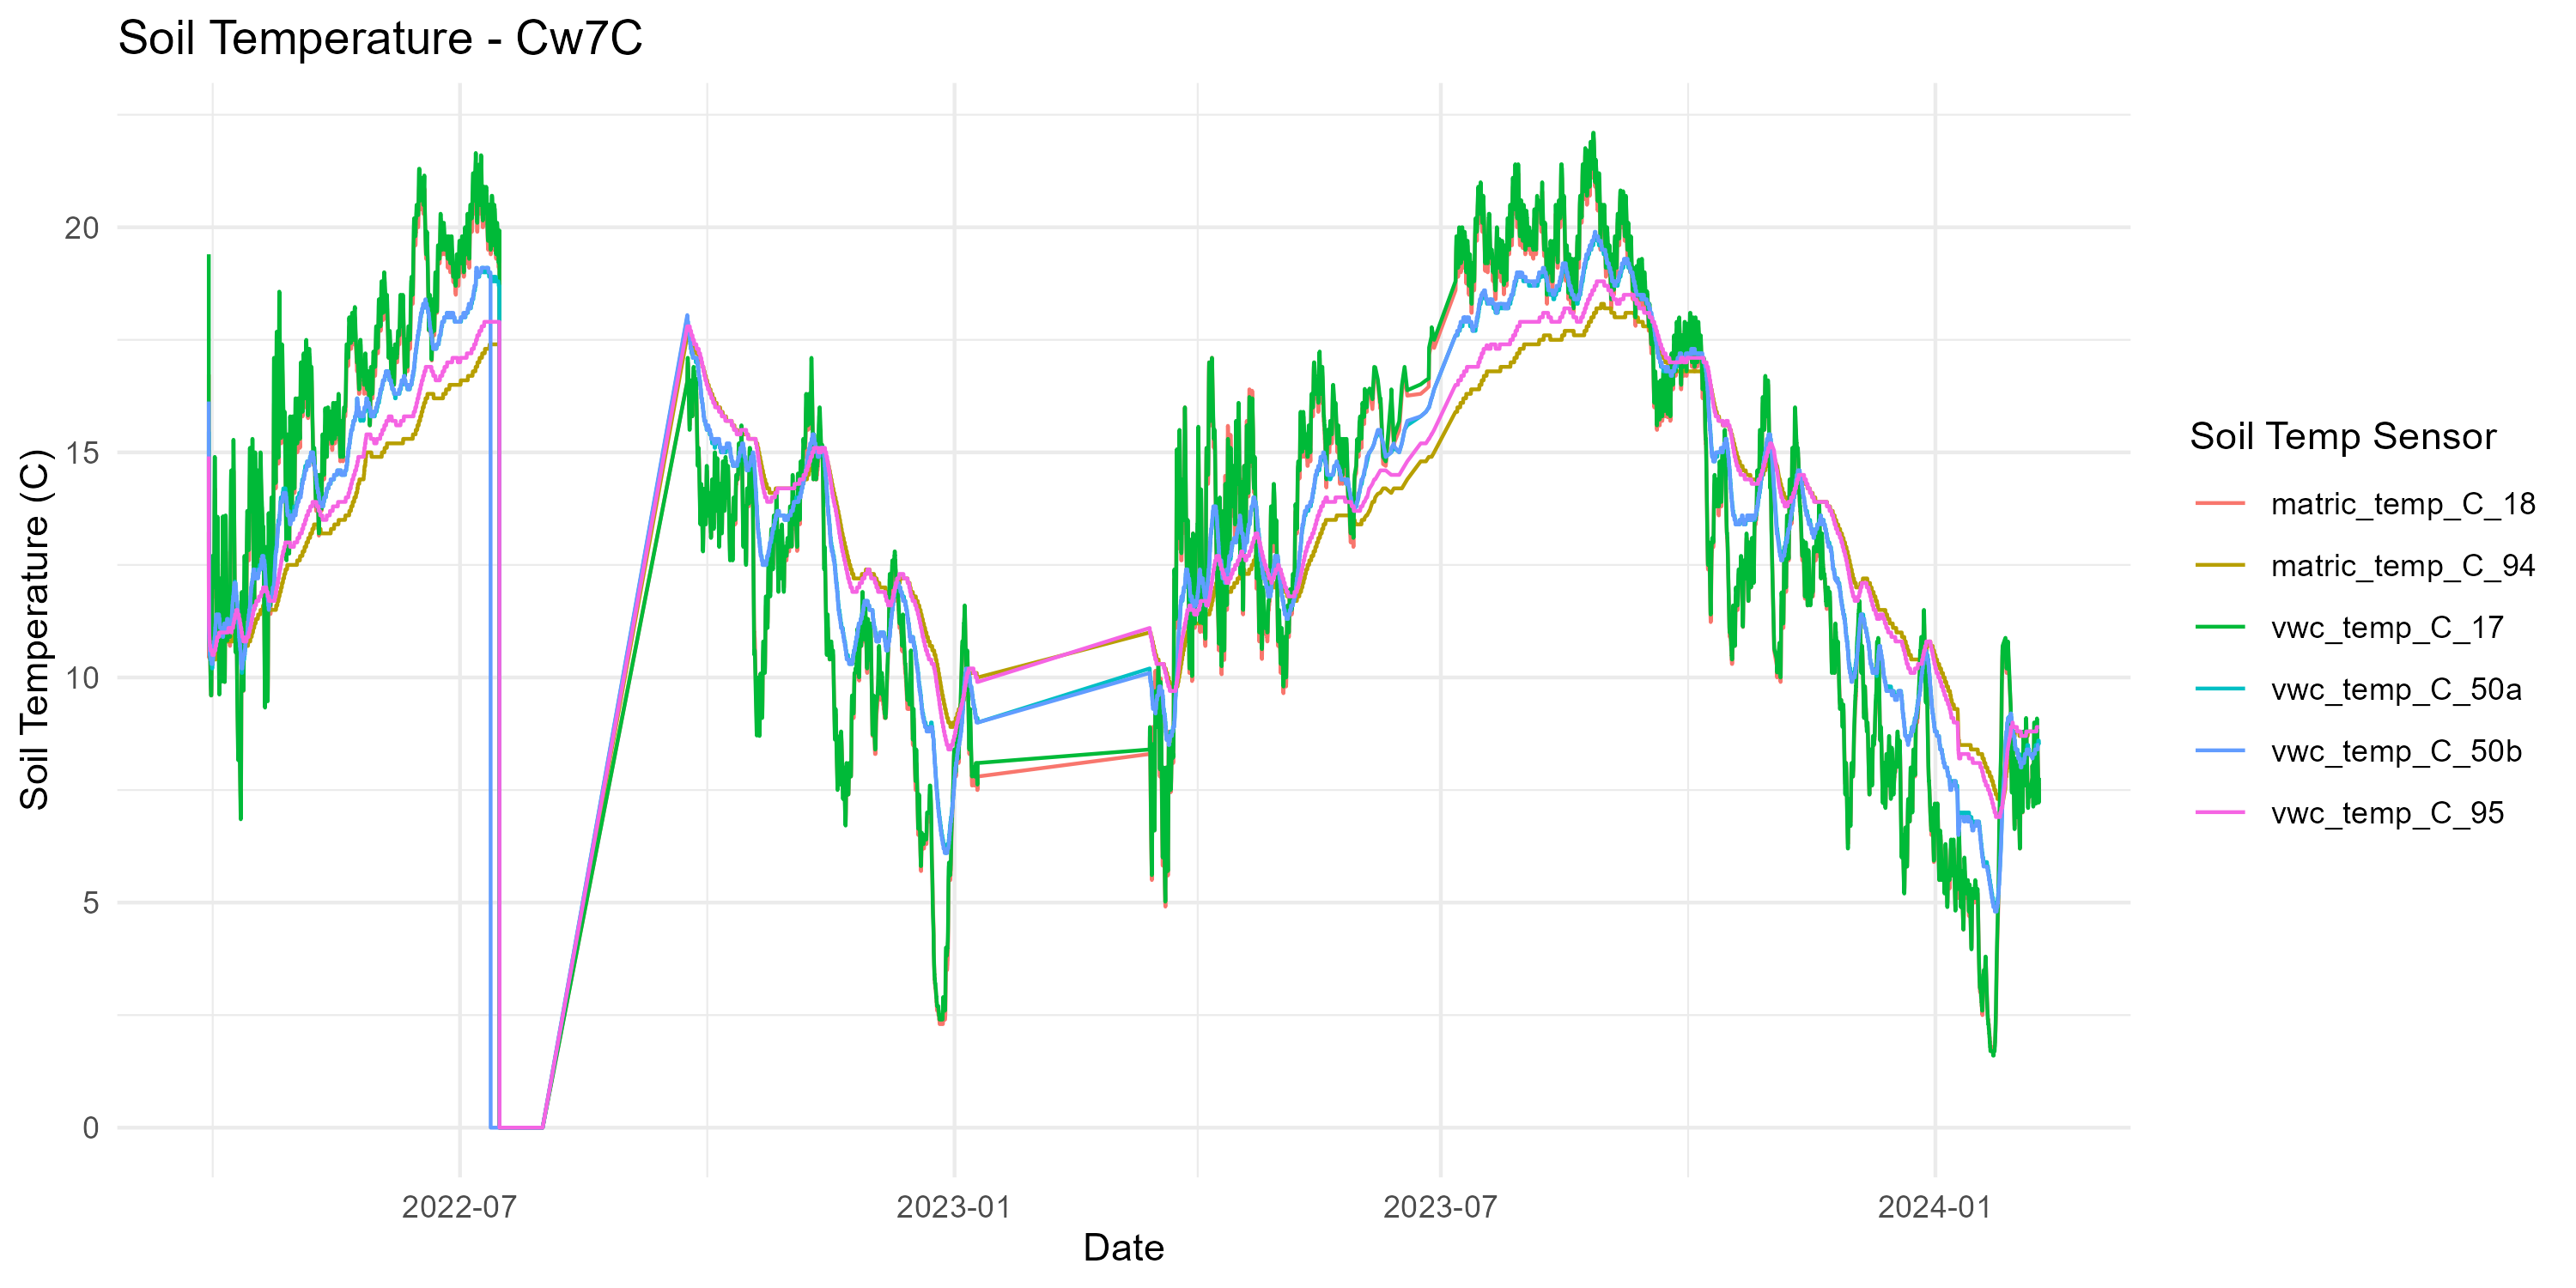 Soil Temperature - Cw7C
Soil Temperature (C)
20
15
10
5
0
2022-07
2023-01
2023-07
2024-01
Date
Soil Temp Sensor
matric_temp_C_18
matric_temp_C_94
vwc_temp_C_17
vwc_temp_C_50a
vwc_temp_C_50b
vwc_temp_C_95